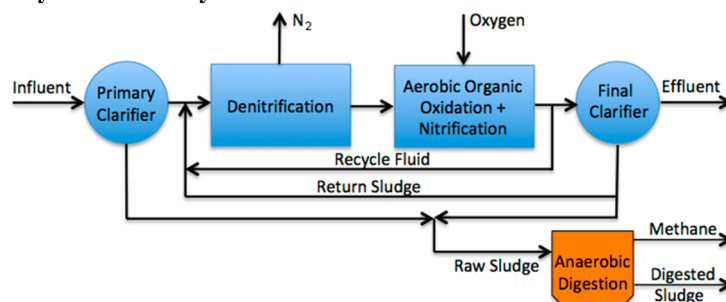 N2
Oxygen
Influent
Primary
Clarifier
Denitrification
Aerobic Organic
Oxidation +
Nitrification
Final
Clarifier
Effluent
Recycle Fluid
Return Sludge
Raw Sludge
Anaerobic
Digestion
Methane
Digested
Sludge